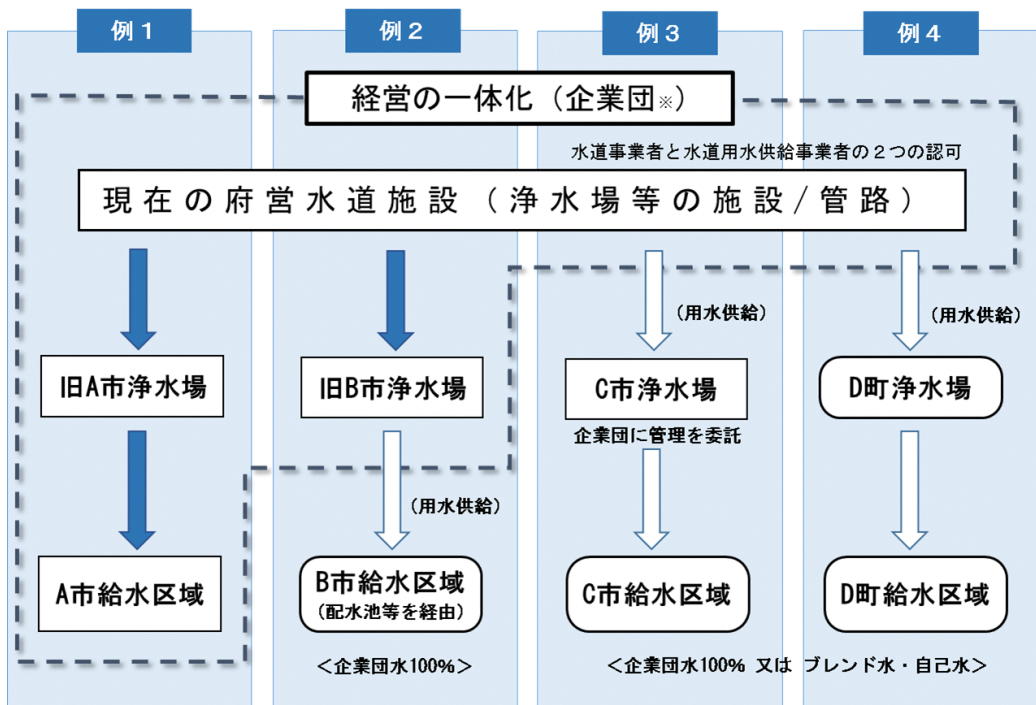 例1
例2
例3
例4
経営の一体化（企業団※）
水道事業者と水道用水供給事業者の２つの認可
現在の府営水道施設（浄水場等の施設/管路）
(用水供給)
(用水供給)
旧A市浄水場
旧B市浄水場
C市浄水場
D町浄水場
企業団に管理を委託
(用水供給)
A市給水区域
B市給水区域
(配水池等を経由)
C市給水区域
D町給水区域
＜企業団水100%＞
＜企業団水100% 又は ブレンド水・自己水＞